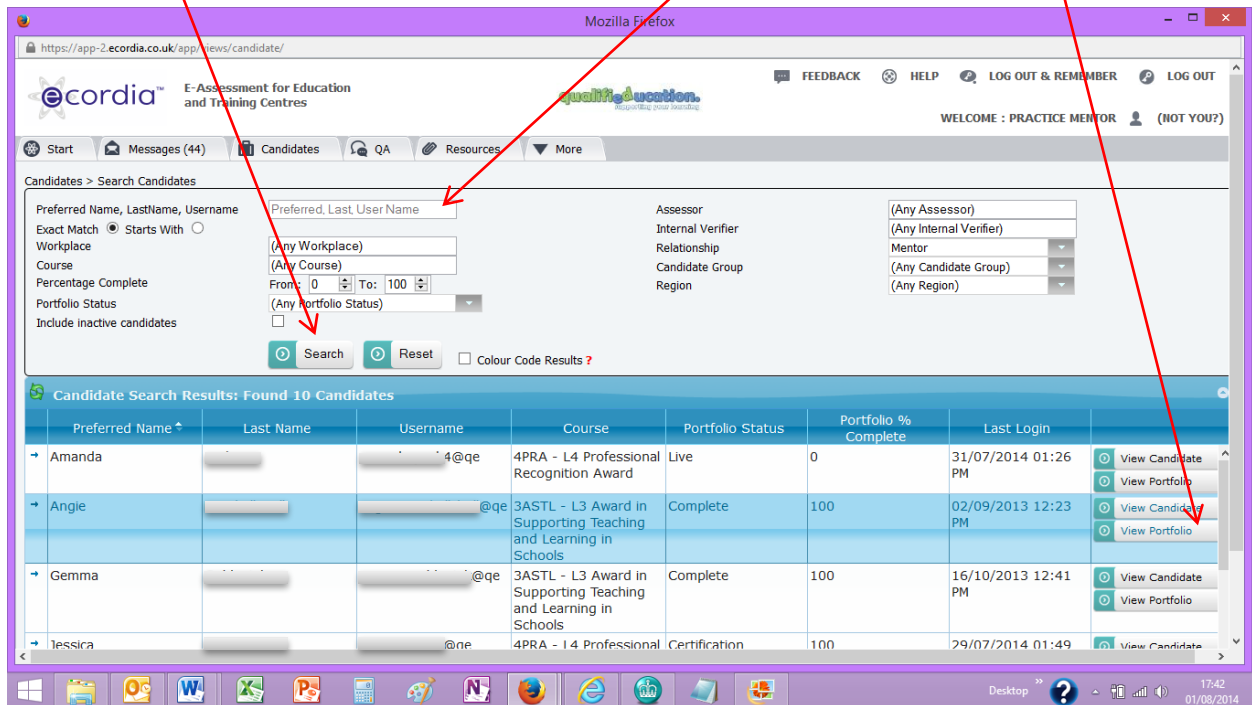 Mozilla Firefox
https://app-2.ecordia.co.uk/app/views/candidate/
ecordia™
E-Assessment for Education
and Training Centres
qualifieducation.
supporting your learning
FEEDBACK HELP LOG OUT & REMEMBER LOG OUT
WELCOME : PRACTICE MENTOR (NOT YOU?)
Start Messages (44) Candidates QA Resources More
Candidates > Search Candidates
Preferred Name, LastName, Username Preferred, Last, User Name Assessor (Any Assessor)
Exact Match Starts With Internal Verifier (Any Internal Verifier)
Workplace (Any Workplace) Relationship Mentor
Course (Any Course) Candidate Group (Any Candidate Group)
Percentage Complete From: 0 To: 100 Region (Any Region)
Portfolio Status (Any Portfolio Status)
Include inactive candidates
Search Reset Colour Code Results ?
Candidate Search Results: Found 10 Candidates
Preferred Name Last Name Username Course Portfolio Status Portfolio % Complete Last Login
Amanda 4@qe 4PRA - L4 Professional Live 0 31/07/2014 01:26 View Candidate
Recognition Award PM View Portfolio
Angie @qe 3ASTL - L3 Award in Complete 100 02/09/2013 12:23 View Candidate
Supporting Teaching PM View Portfolio
and Learning in
Schools
Gemma @qe 3ASTL - L3 Award in Complete 100 16/10/2013 12:41 View Candidate
Supporting Teaching PM View Portfolio
and Learning in
Schools
Jessica @qe 4PRA - L4 Professional Certification 100 29/07/2014 01:49 View Candidate
Desktop 17:42
01/08/2014